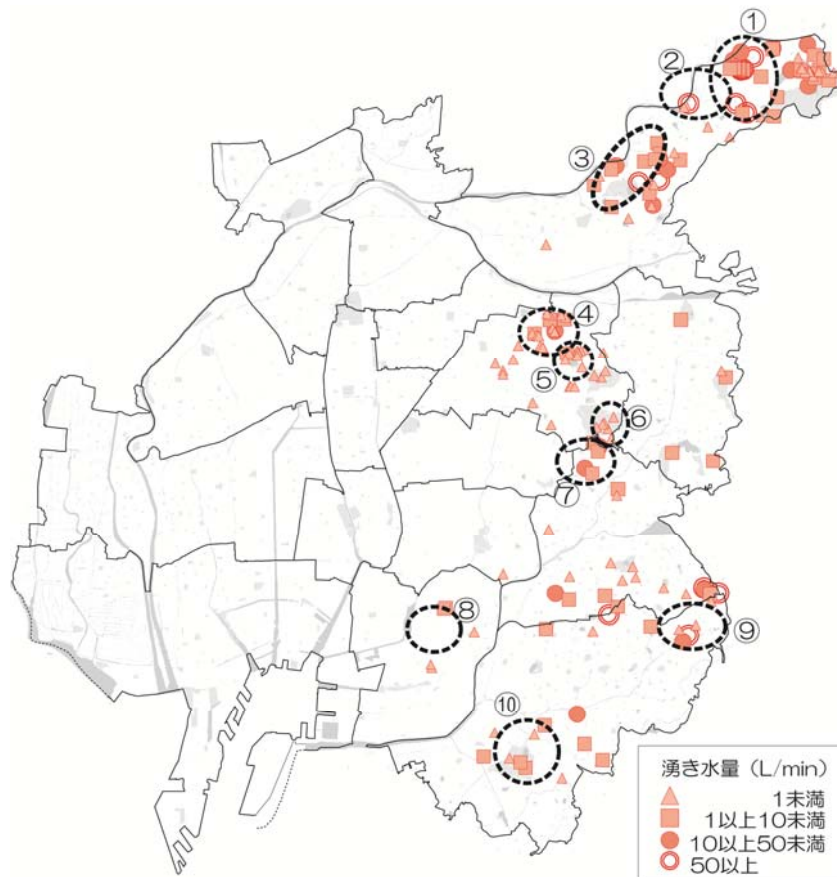 ①
②
③
④
⑤
⑥
⑦
⑧
⑨
⑩
湧き水量（L/min）
1未満
1以上10未満
10以上50未満
50以上